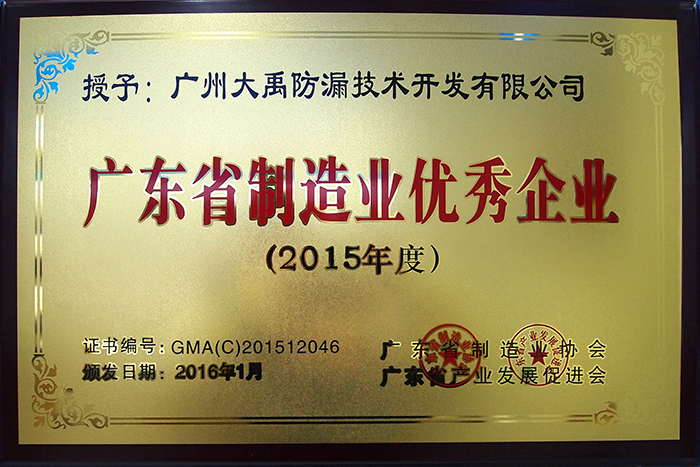 授予：广州大禹防漏技术开发有限公司
广东省制造业优秀企业
(2015年度)
证书编号：GMA(C)201512046
颁发日期：2016年1月
广东省制造业协会
广东省产业发展促进会